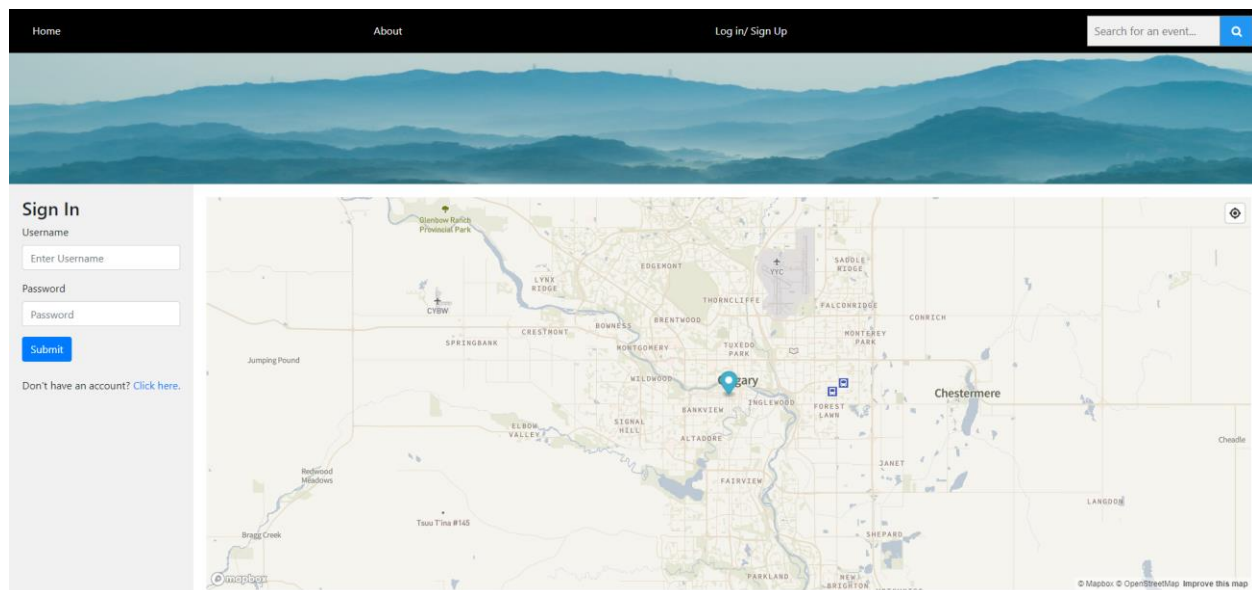 Home
About
Log in/ Sign Up
Search for an event...
Sign In
Username
Enter Username
Password
Password
Submit
Don't have an account? Click here.
Glenbow Ranch
Provincial Park
EDGEMONT
YYC
SADDLE
RIDGE
LYNX
RIDGE
CYBW
THORNCLIFFE
FALCONRIDGE
CONRICH
BRENTWOOD
BOWNESS
CRESTMONT
MONTEREY
PARK
SPRINGBANK
MONTGOMERY
TUXEDO
PARK
Jumping Pound
WILDWOOD
gary
Chestermere
INGLEWOOD
FOREST
LAWN
BANKVIEW
SIGNAL
HILL
ELBOW
VALLEY
ALTADORE
Cheadle
JANET
Redwood
Meadows
FAIRVIEW
LANGDON
Tsuu T'ina #145
Bragg Creek
SHEPARD
PARKLAND
NEW
BRIGHTON
mapbox
© Mapbox © OpenStreetMap Improve this map